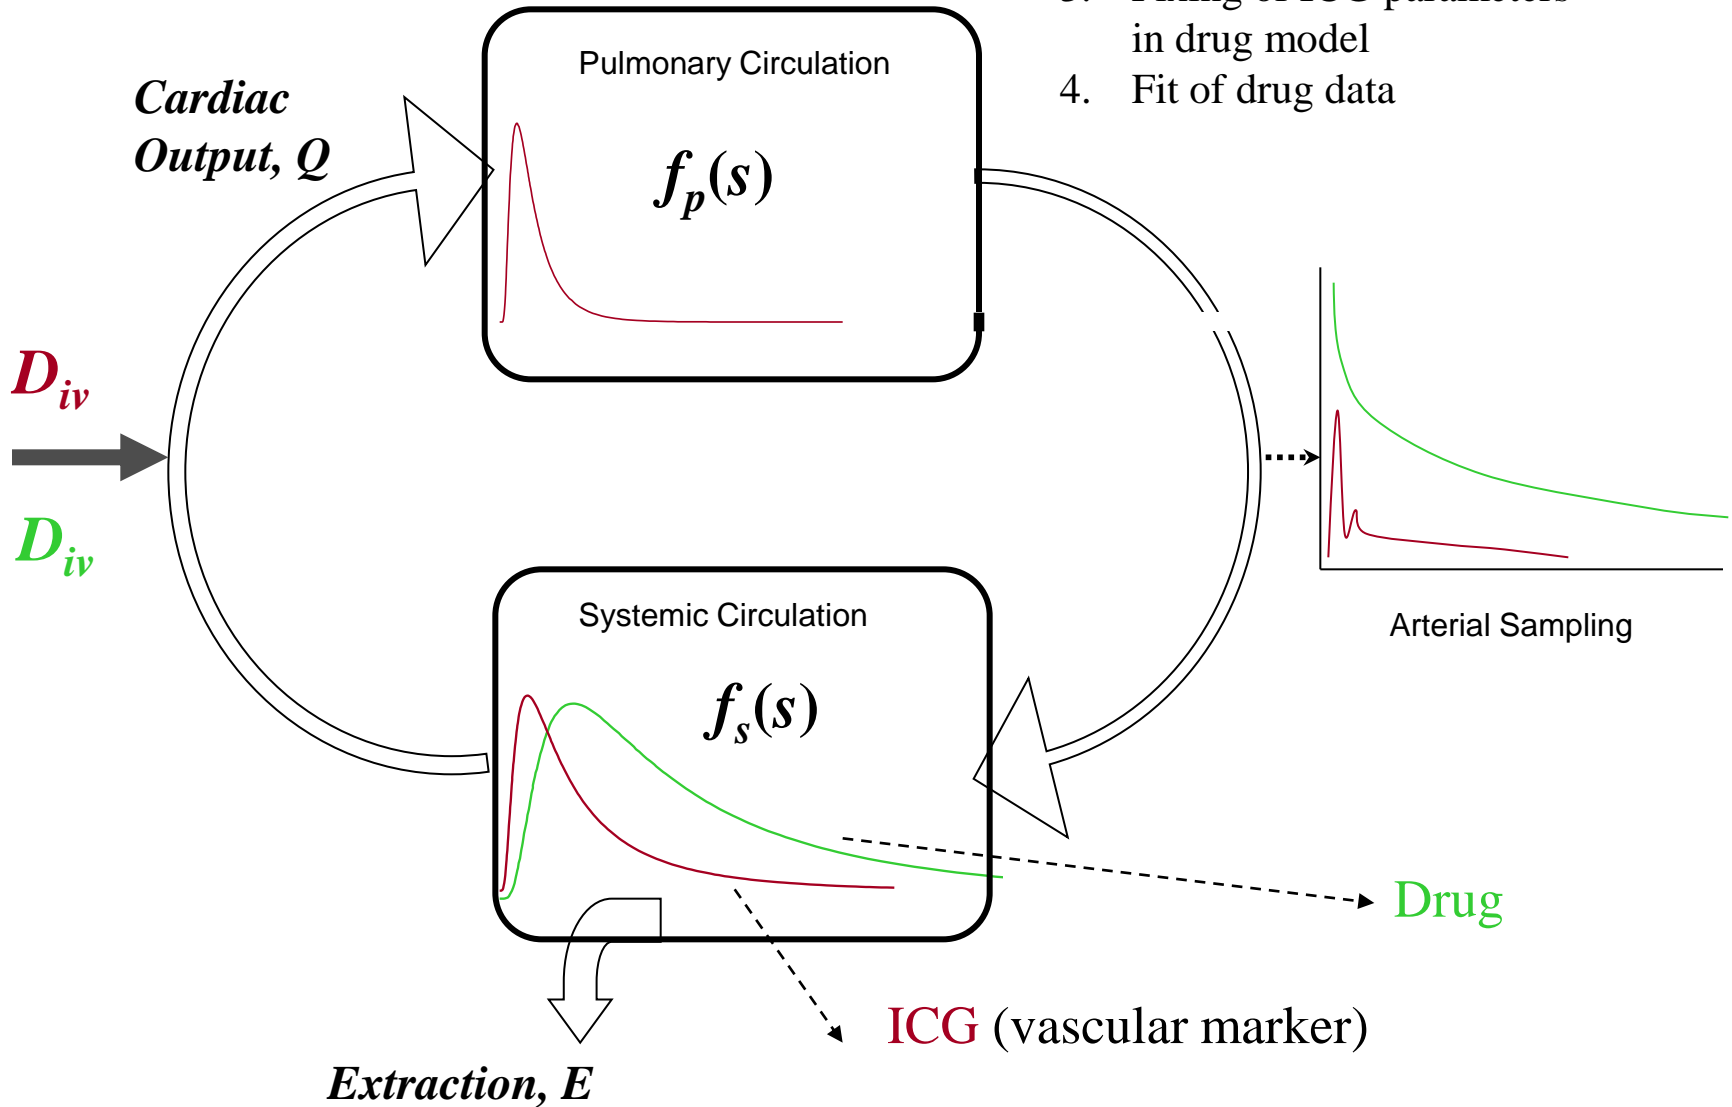 in drug model
4. Fit of drug data
Pulmonary Circulation
Cardiac
Output, Q
f_p(s)
D_iv
D_iv
Systemic Circulation
f_s(s)
Arterial Sampling
Drug
ICG (vascular marker)
Extraction, E